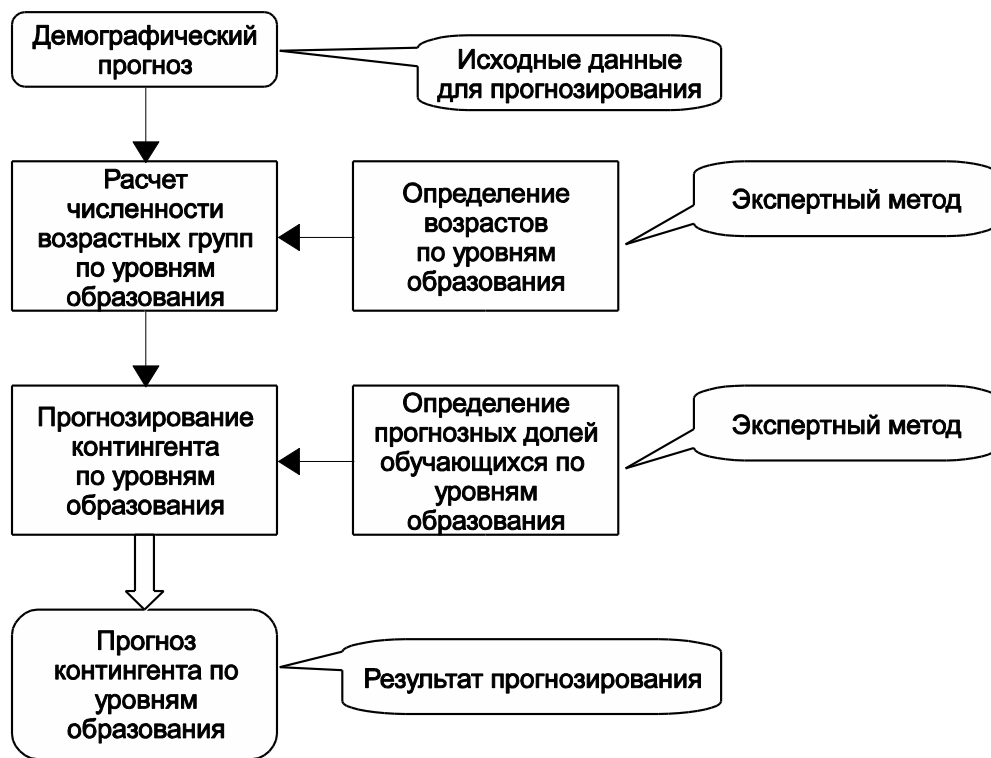 Демографический
прогноз
Исходные данные
для прогнозирования
Расчет
численности
возрастных групп
по уровням
образования
Определение
возрастов
по уровням
образования
Экспертный метод
Прогнозирование
контингента
по уровням
образования
Определение
прогнозных долей
обучающихся по
уровням
образования
Экспертный метод
Прогноз
контингента по
уровням
образования
Результат прогнозирования